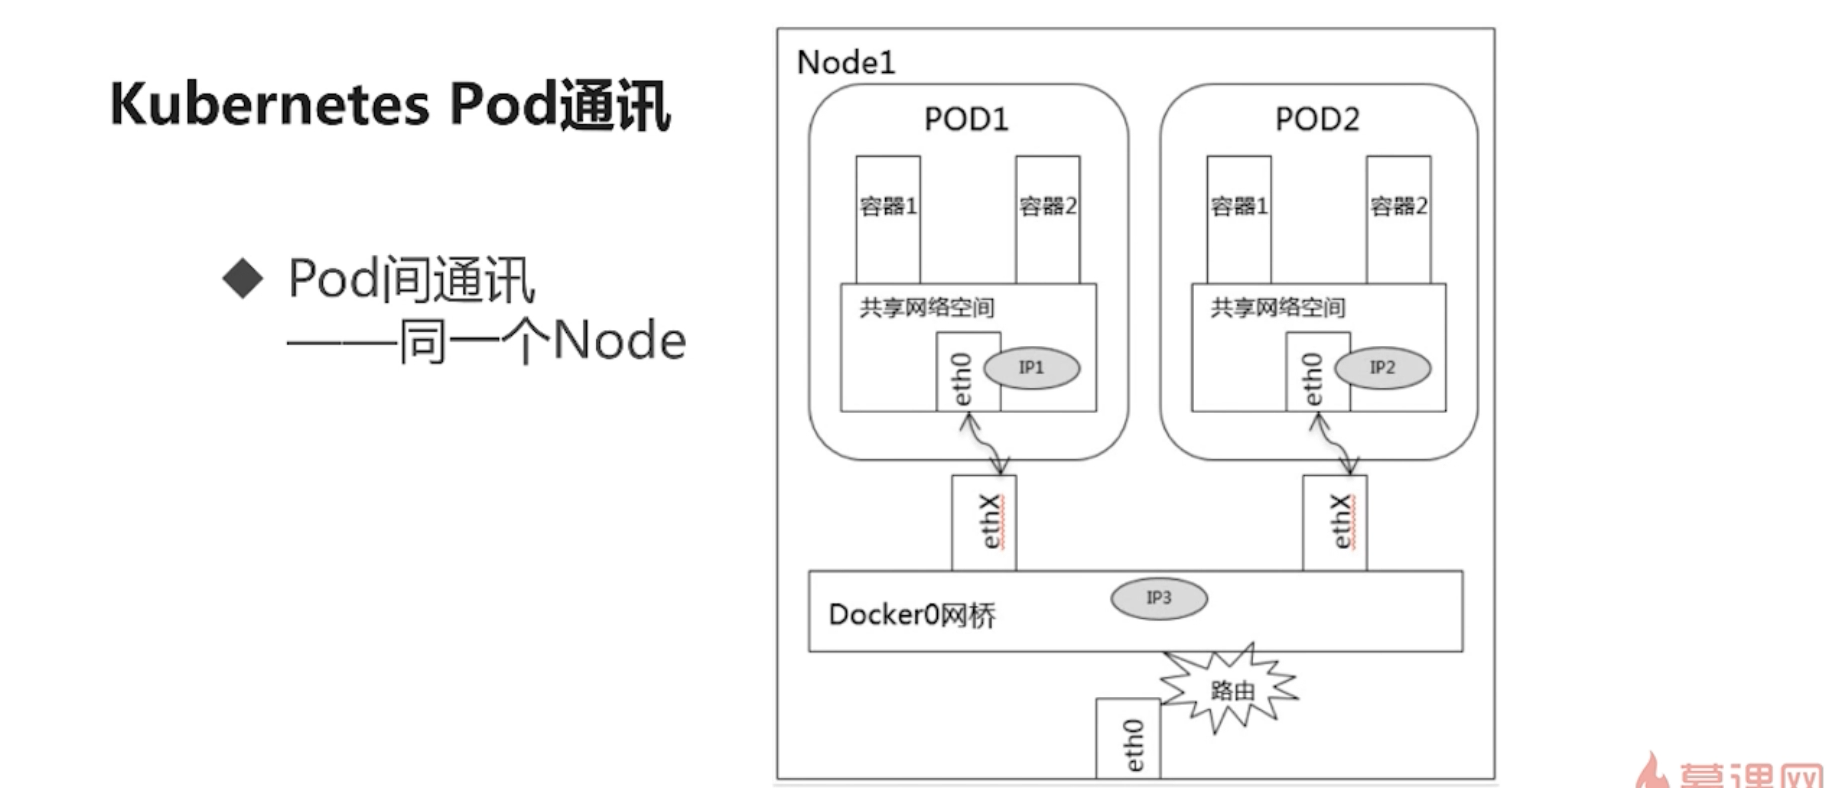 Kubernetes Pod通讯
◆ Pod间通讯
——同一个Node
Node1
POD1
POD2
容器1
容器2
容器1
容器2
共享网络空间
共享网络空间
eth0
IP1
eth0
IP2
ethX
ethX
IP3
Docker0网桥
路由
eth0
慕课网